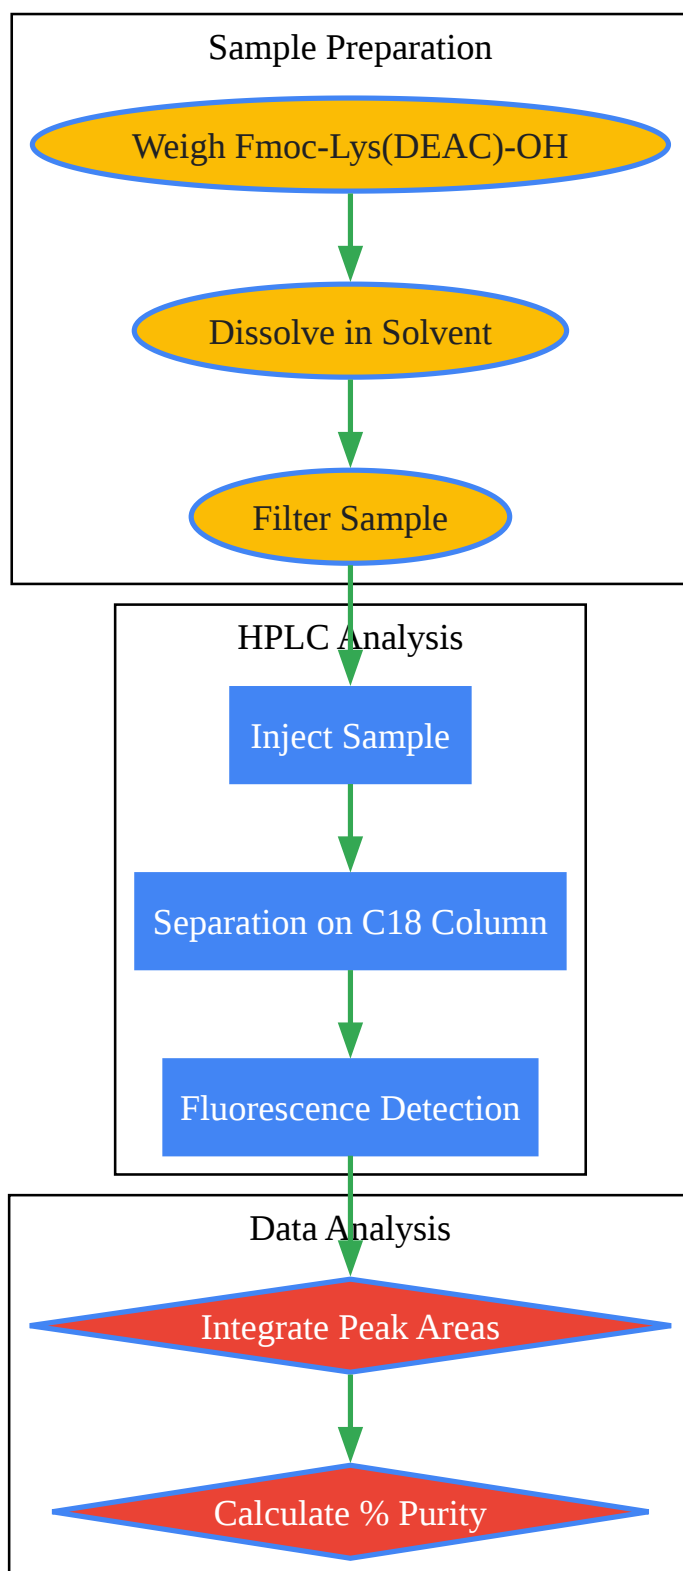 Sample Preparation
Weigh Fmoc-Lys(DEAC)-OH
Dissolve in Solvent
Filter Sample
HPLC Analysis
Inject Sample
Separation on C18 Column
Fluorescence Detection
Data Analysis
Integrate Peak Areas
Calculate % Purity